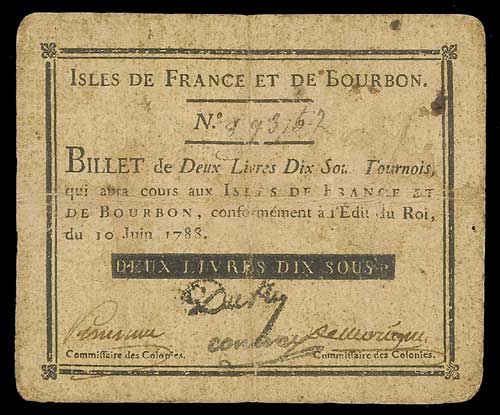 ISLES DE FRANCE ET DE BOURBON.
N.º
BILLET de Deux Livres Dix Sous Tournois,
qui aura cours aux ISLES DE FRANCE ET
DE BOURBON, conformément à l'Édit du Roi,
du 10 Juin 1788.
DEUX LIVRES DIX SOUS
Commissaire des Colonies.
Commissaire des Colonies.